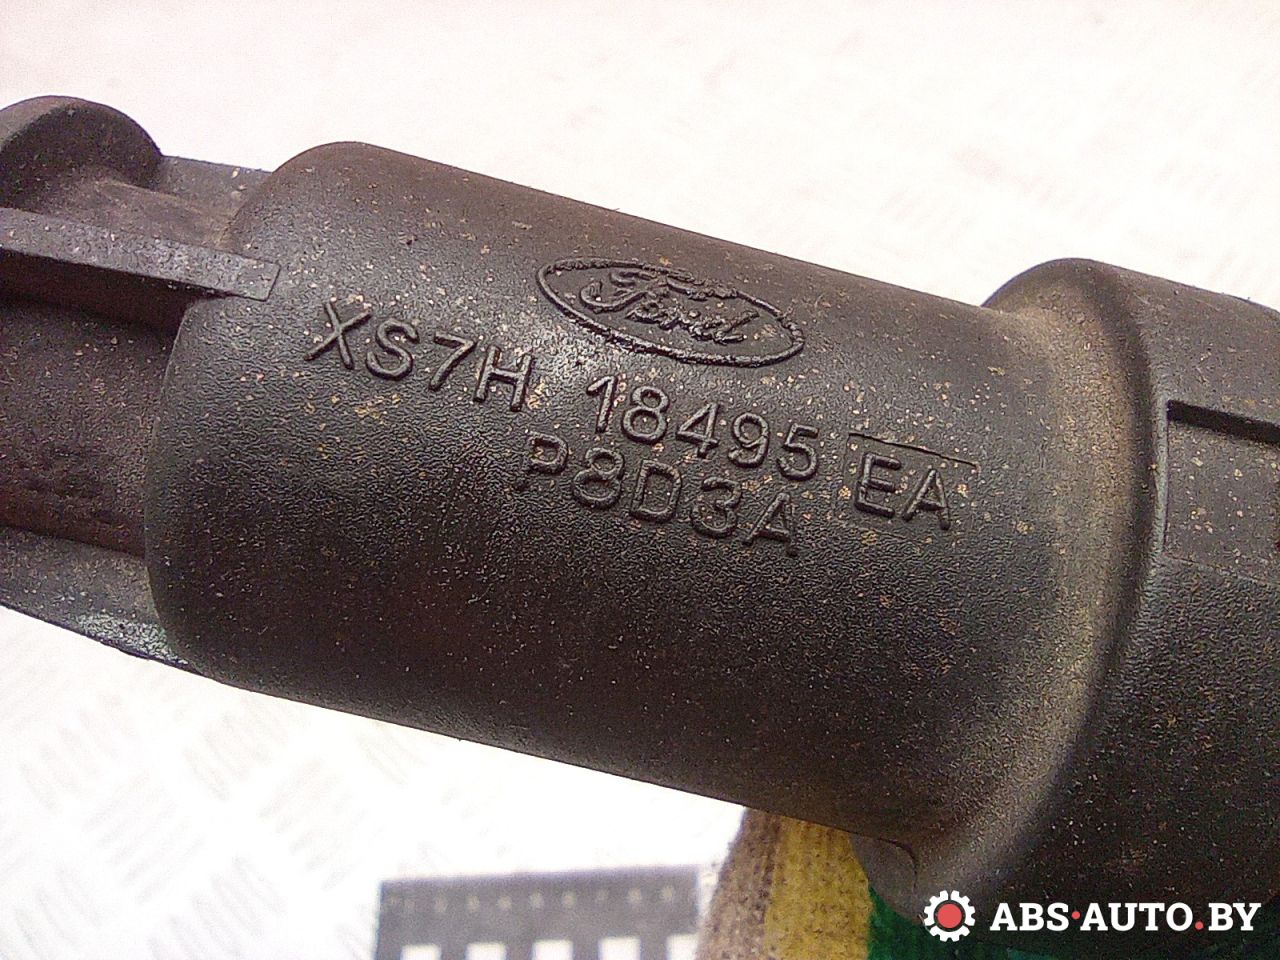 Ford
XS7H 18495 EA
P8D3A
ABS·AUTO.BY